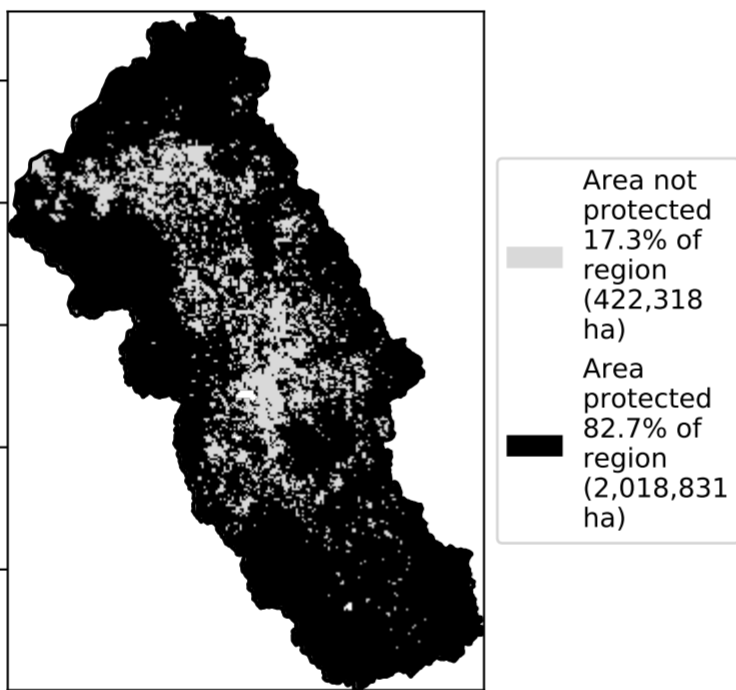 Area not
protected
17.3% of
region
(422,318
ha)
Area
protected
82.7% of
region
(2,018,831
ha)